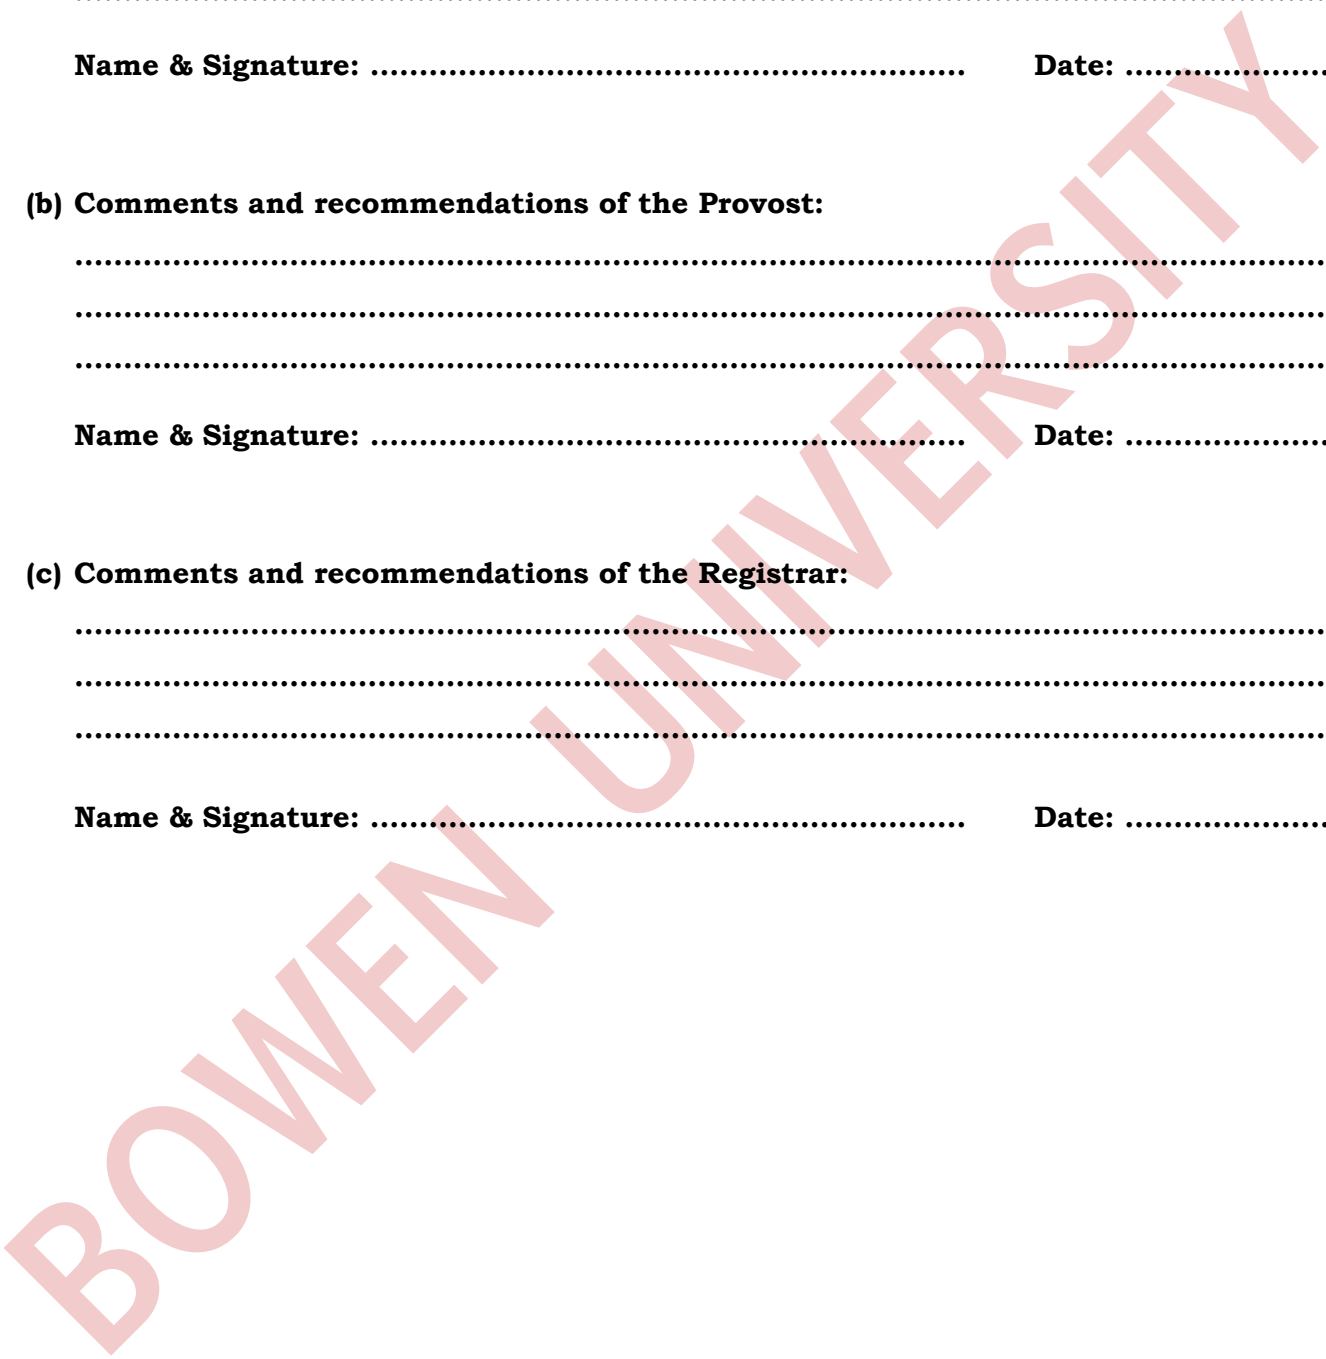 ........................................................................................................................
Name & Signature: ............................................................. Date: .....................
(b) Comments and recommendations of the Provost:
................................................................................................................................
................................................................................................................................
................................................................................................................................
Name & Signature: ............................................................. Date: .....................
(c) Comments and recommendations of the Registrar:
................................................................................................................................
................................................................................................................................
................................................................................................................................
Name & Signature: ............................................................. Date: .....................
BOWEN UNIVERSITY